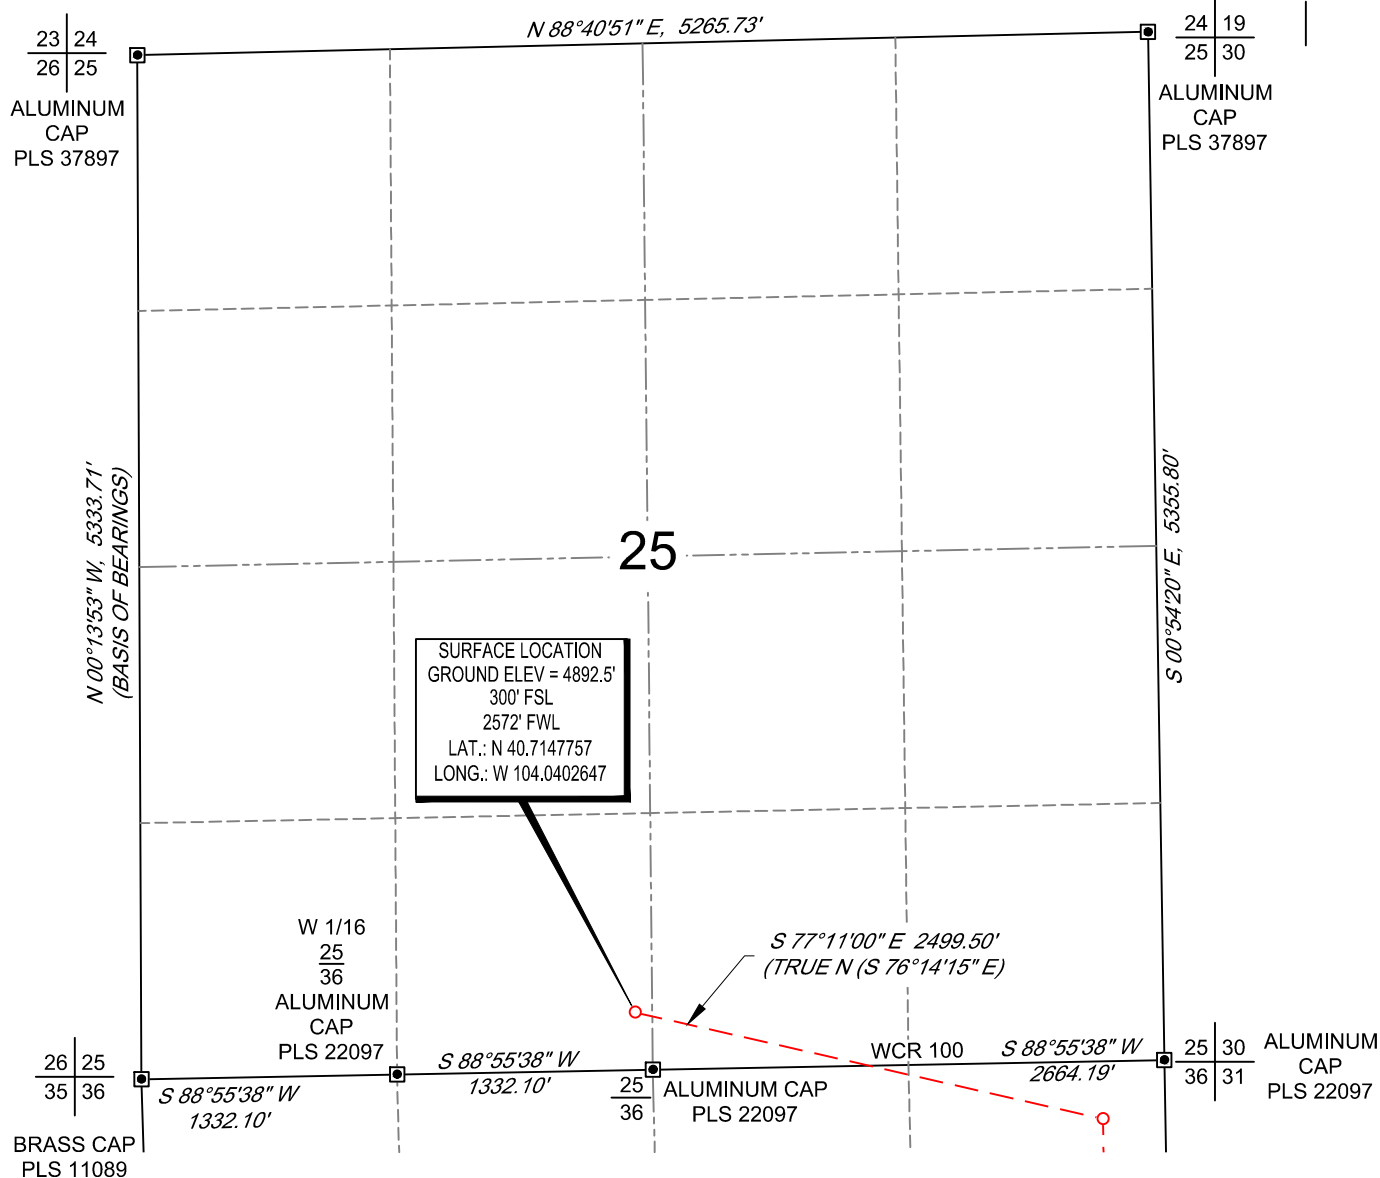 N 88°40'51" E, 5265.73'
23 24
26 25
ALUMINUM
CAP
PLS 37897
24 19
25 30
ALUMINUM
CAP
PLS 37897
N 00°13'53" W, 5333.71'
(BASIS OF BEARINGS)
25
S 00°54'20" E, 5355.80'
SURFACE LOCATION
GROUND ELEV = 4892.5'
300' FSL
2572' FWL
LAT.: N 40.7147757
LONG.: W 104.0402647
W 1/16
25
36
ALUMINUM
CAP
PLS 22097
S 77°11'00" E 2499.50'
(TRUE N (S 76°14'15" E)
26 25
35 36
BRASS CAP
PLS 11089
S 88°55'38" W
1332.10'
S 88°55'38" W
1332.10'
25
36
ALUMINUM CAP
PLS 22097
WCR 100
S 88°55'38" W
2664.19'
25 30
36 31
ALUMINUM
CAP
PLS 22097